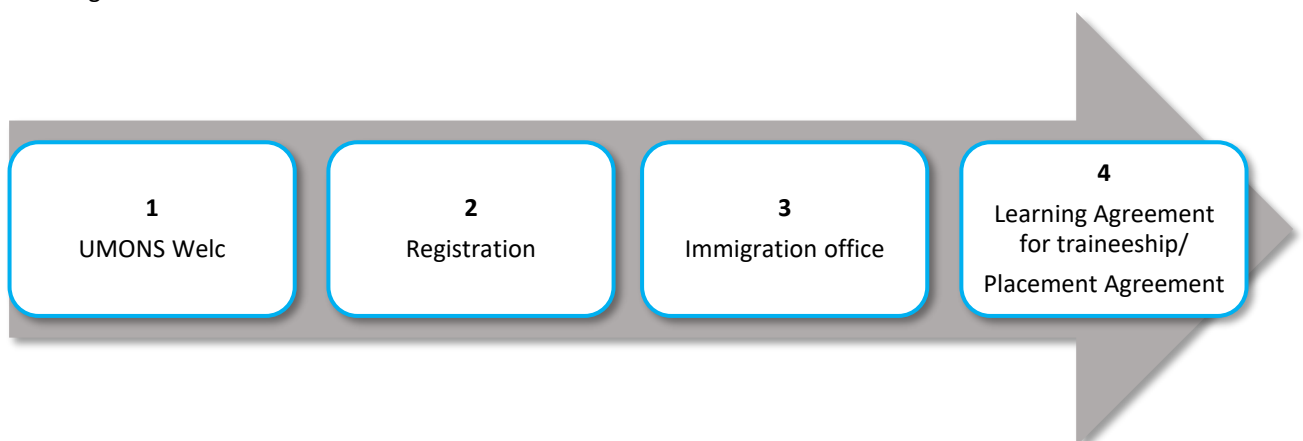 1
UMONS Welc
2
Registration
3
Immigration office
4
Learning Agreement
for traineeship/
Placement Agreement